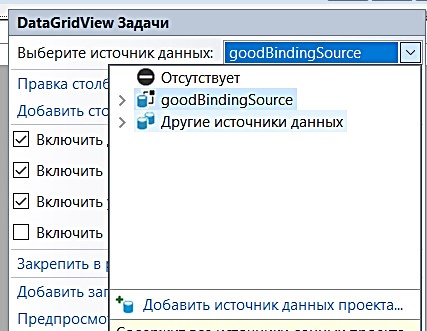 DataGridView Задачи
Выберите источник данных: goodBindingSource
Отсутствует
goodBindingSource
Другие источники данных
Правка столб
Добавить сто
Включить
Включить
Включить
Включить
Закрепить в р
Добавить зап
Предпросмо
Добавить источник данных проекта...